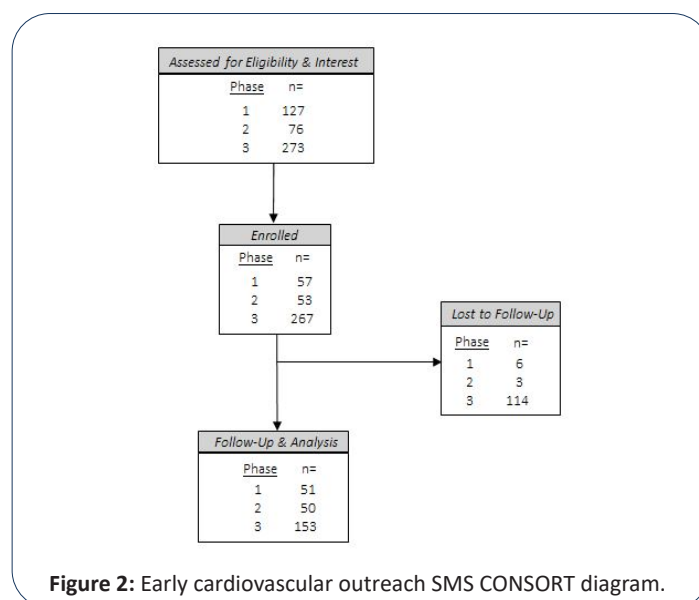 Assessed for Eligibility & Interest
Phase n=
1 127
2 76
3 273
Enrolled
Phase n=
1 57
2 53
3 267
Lost to Follow-Up
Phase n=
1 6
2 3
3 114
Follow-Up & Analysis
Phase n=
1 51
2 50
3 153
Figure 2: Early cardiovascular outreach SMS CONSORT diagram.